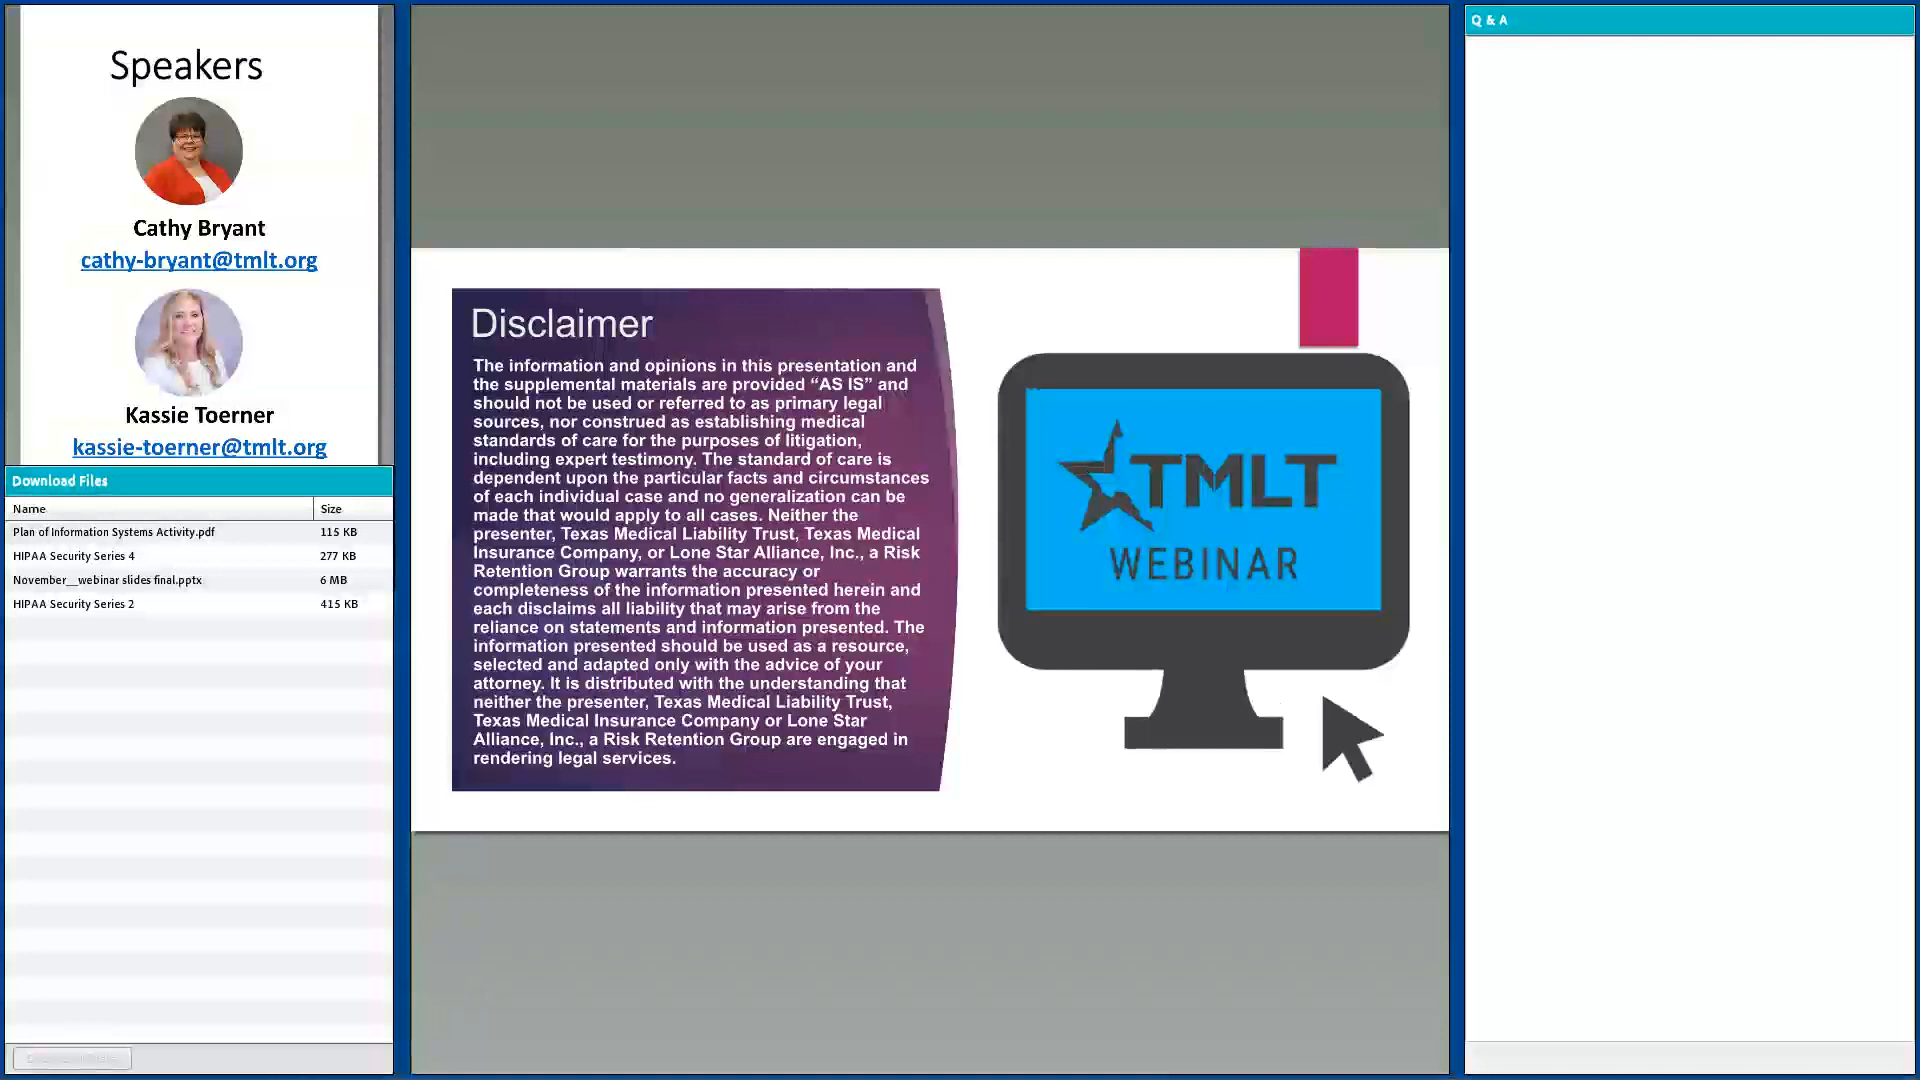 Speakers
Cathy Bryant
cathy-bryant@tmlt.org
Kassie Toerner
kassie-toerner@tmlt.org
Download Files
Name Size
Plan of Information Systems Activity.pdf 115 KB
HIPAA Security Series 4 277 KB
November__webinar slides final.pptx 6 MB
HIPAA Security Series 2 415 KB
Disclaimer
The information and opinions in this presentation and
the supplemental materials are provided “AS IS” and
should not be used or referred to as primary legal
sources, nor construed as establishing medical
standards of care for the purposes of litigation,
including expert testimony. The standard of care is
dependent upon the particular facts and circumstances
of each individual case and no generalization can be
made that would apply to all cases. Neither the
presenter, Texas Medical Liability Trust, Texas Medical
Insurance Company, or Lone Star Alliance, Inc., a Risk
Retention Group warrants the accuracy or
completeness of the information presented herein and
each disclaims all liability that may arise from the
reliance on statements and information presented. The
information presented should be used as a resource,
selected and adapted only with the advice of your
attorney. It is distributed with the understanding that
neither the presenter, Texas Medical Liability Trust,
Texas Medical Insurance Company or Lone Star
Alliance, Inc., a Risk Retention Group are engaged in
rendering legal services.
TMLT
WEBINAR
Q & A